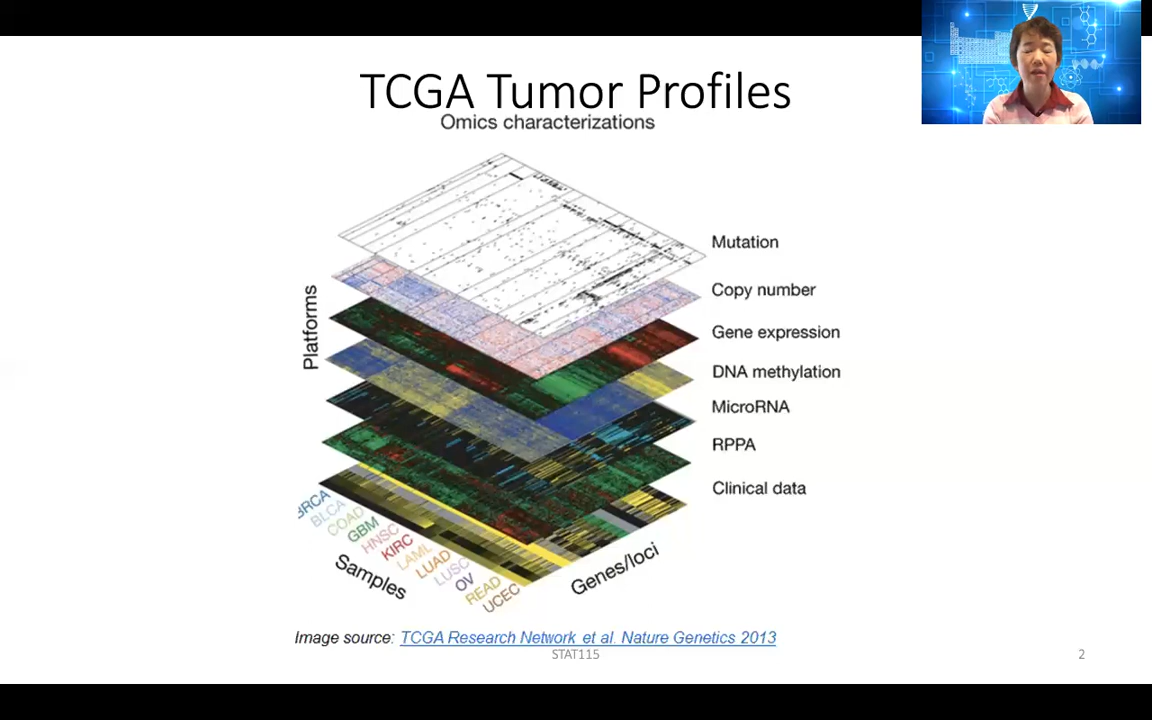 TCGA Tumor Profiles
Omics characterizations
Platforms
Mutation
Copy number
Gene expression
DNA methylation
MicroRNA
RPPA
Clinical data
BRCA
BLCA
COAD
GBM
HNSC
KIRC
LAML
LUAD
LUSC
OV
READ
UCEC
Samples
Genes/loci
Image source: TCGA Research Network et al. Nature Genetics 2013
STAT115
2